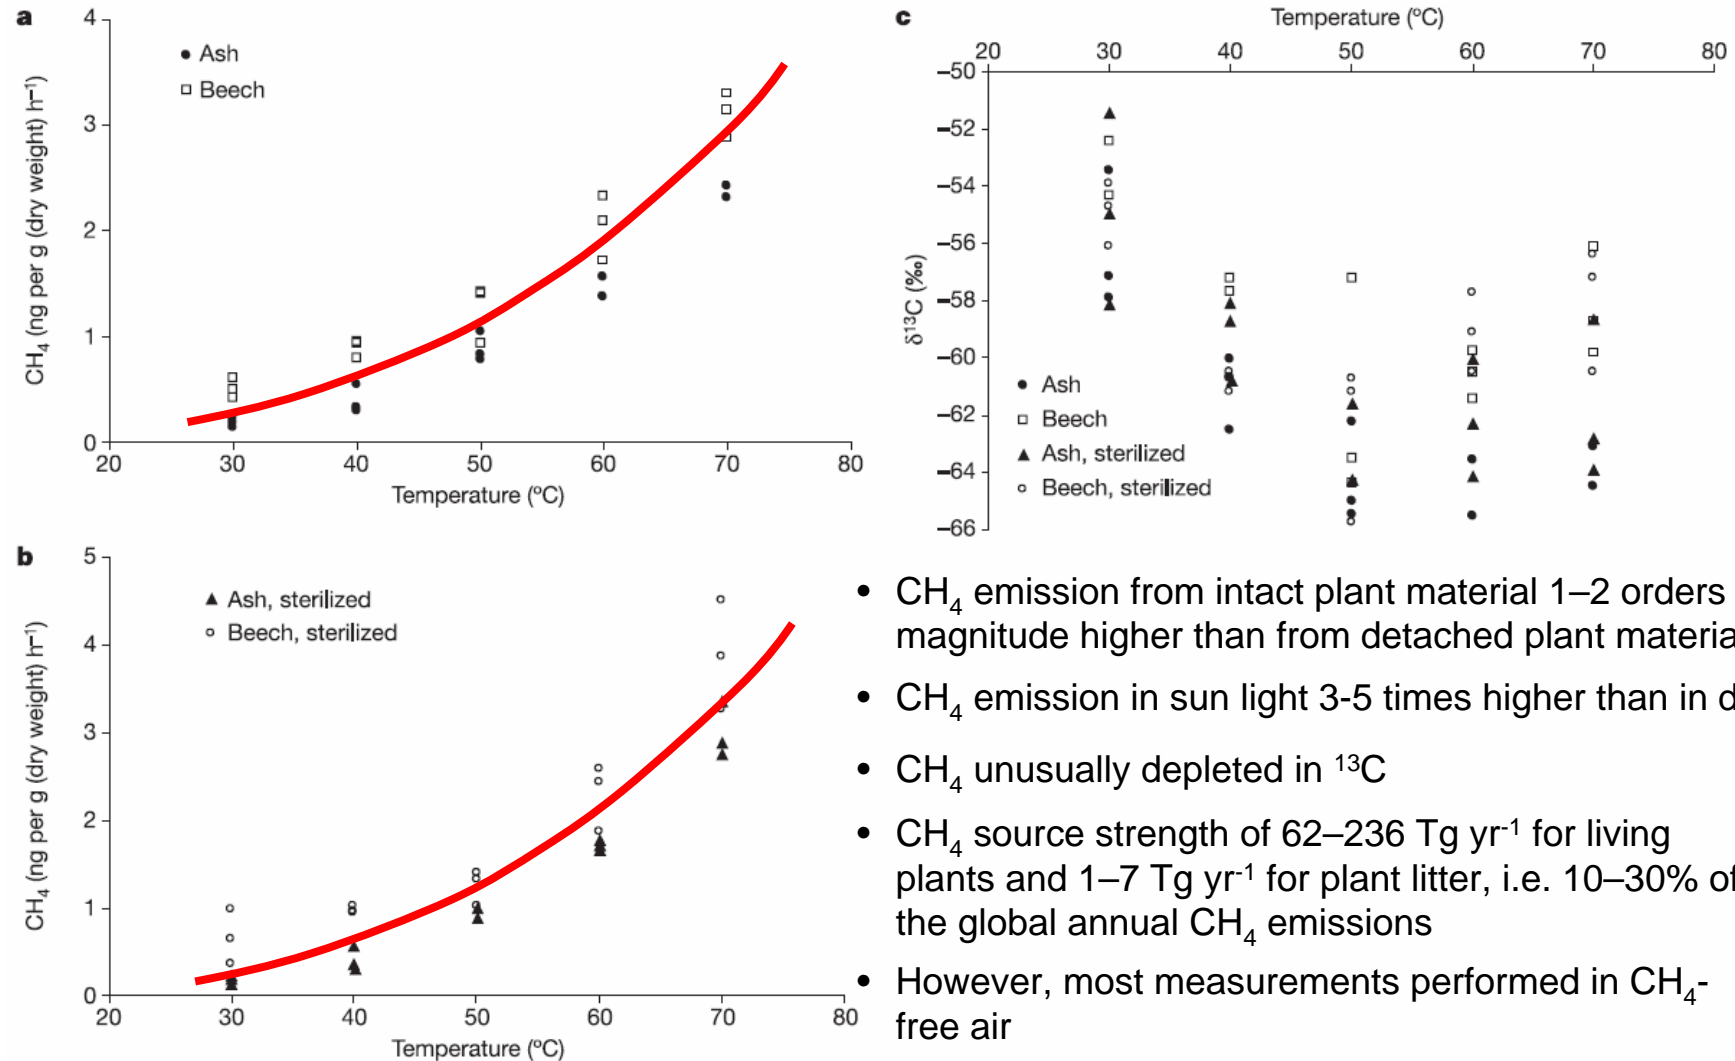 a
4
3
2
1
0
20 30 40 50 60 70 80
CH₄ (ng per g (dry weight) h⁻¹)
Temperature (ºC)
Ash
Beech
b
5
4
3
2
1
0
20 30 40 50 60 70 80
CH₄ (ng per g (dry weight) h⁻¹)
Temperature (ºC)
Ash, sterilized
Beech, sterilized
c
Temperature (ºC)
20 30 40 50 60 70 80
–50
–52
–54
–56
–58
–60
–62
–64
–66
δ¹³C (‰)
Ash
Beech
Ash, sterilized
Beech, sterilized
• CH₄ emission from intact plant material 1–2 orders
magnitude higher than from detached plant materia
• CH₄ emission in sun light 3-5 times higher than in d
• CH₄ unusually depleted in ¹³C
• CH₄ source strength of 62–236 Tg yr⁻¹ for living
plants and 1–7 Tg yr⁻¹ for plant litter, i.e. 10–30% of
the global annual CH₄ emissions
• However, most measurements performed in CH₄-
free air